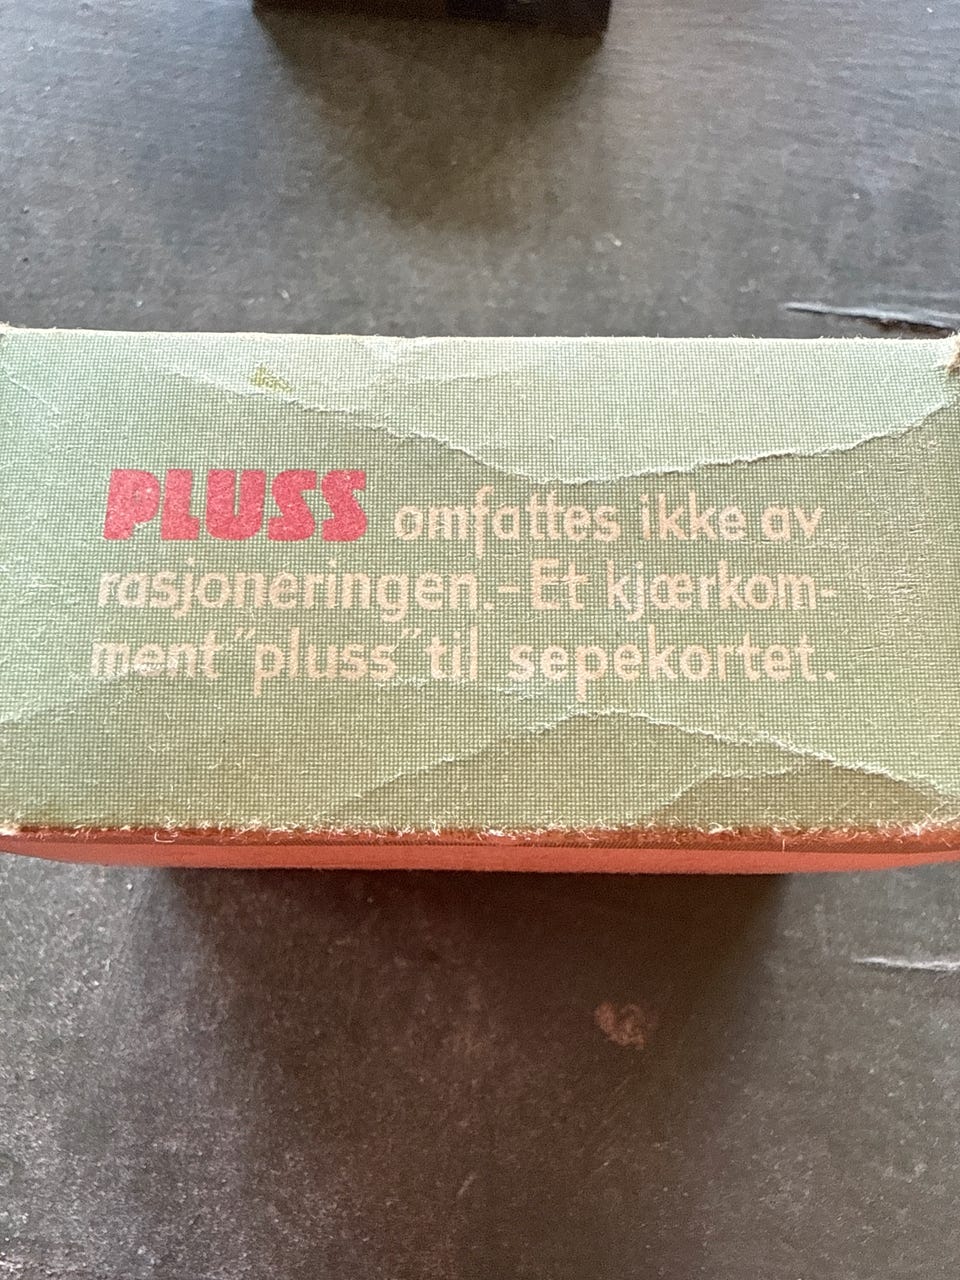 PLUSS omfattes ikke av
rasjoneringen.-Et kjærkom-
ment "pluss" til sepekortet.